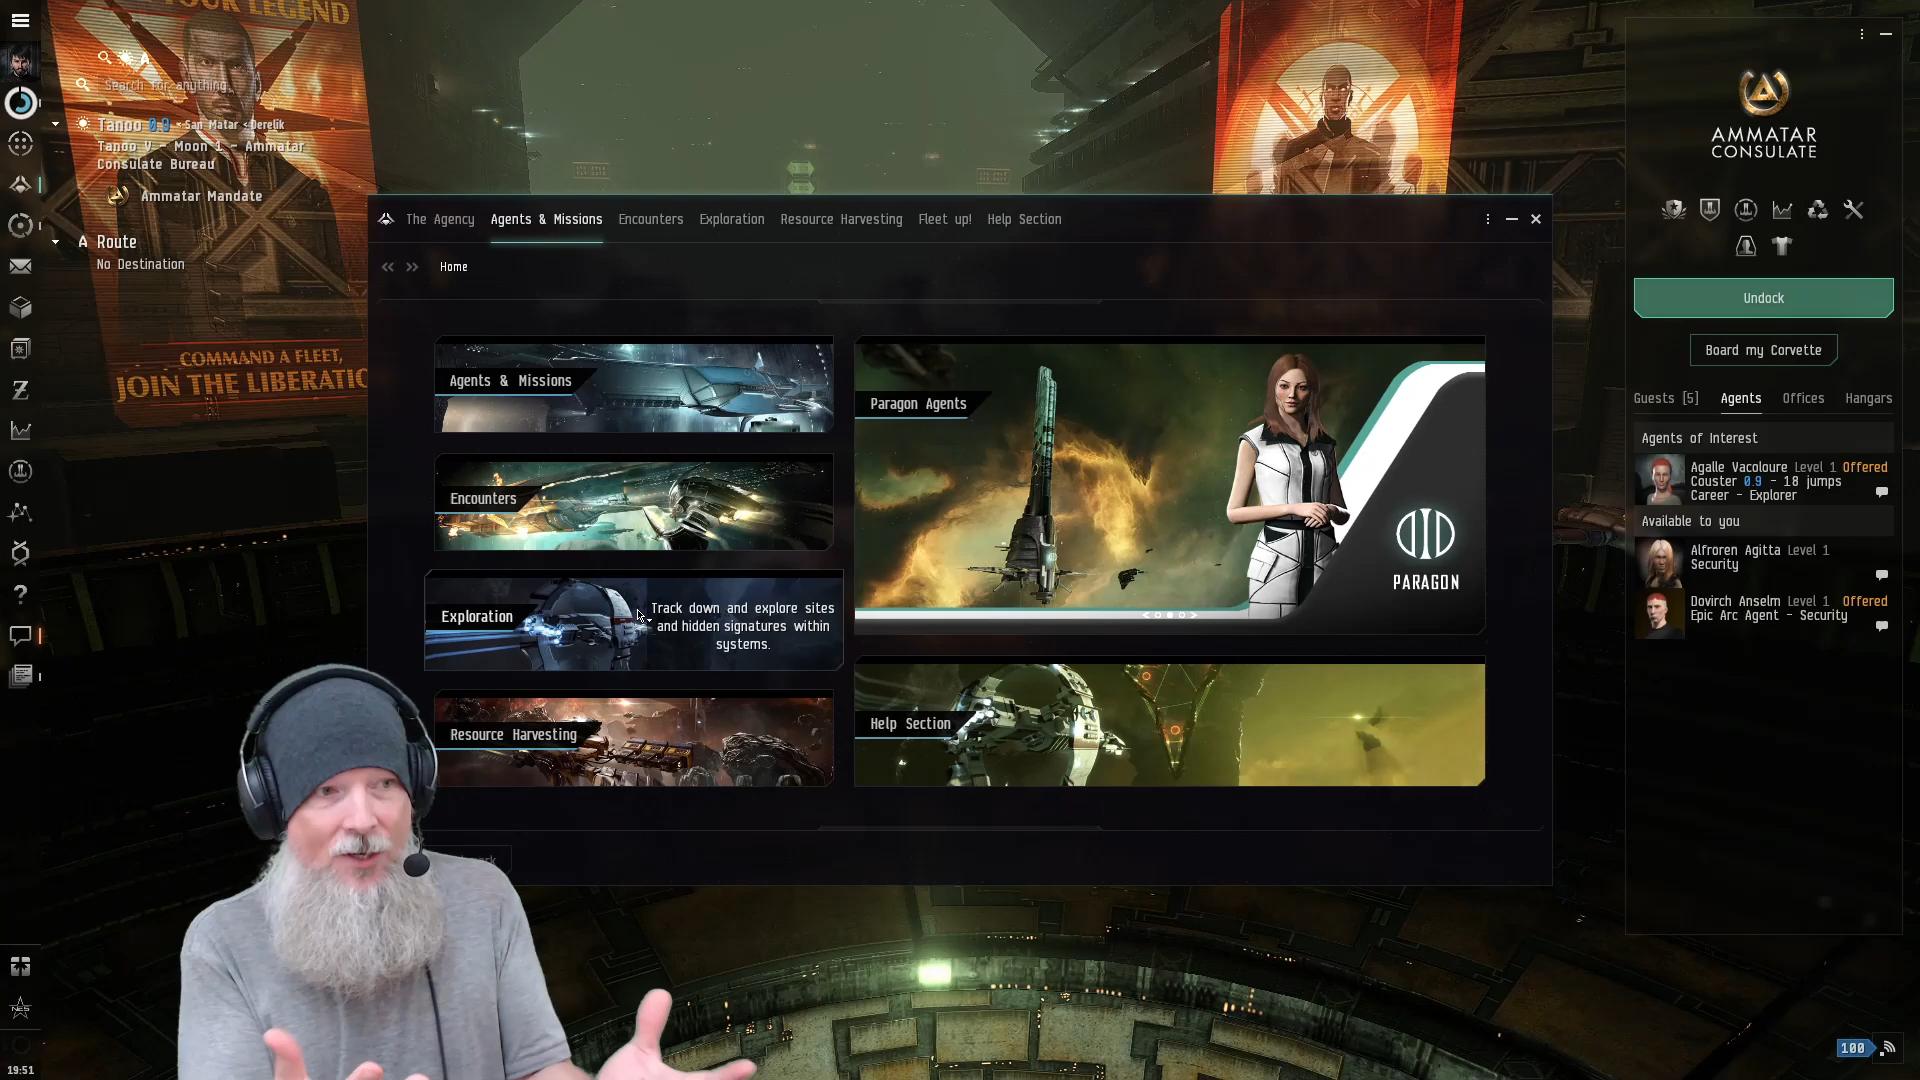 YOUR LEGEND
Search for anything
Tanoo 0.9 < San Matar < Derelik
Tanoo V - Moon 1 - Ammatar
Consulate Bureau
Ammatar Mandate
Route
No Destination
COMMAND A FLEET,
JOIN THE LIBERATIO
The Agency
Agents & Missions
Encounters
Exploration
Resource Harvesting
Fleet up!
Help Section
Home
Agents & Missions
Encounters
Exploration
Track down and explore sites
and hidden signatures within
systems.
Resource Harvesting
Paragon Agents
PARAGON
Help Section
AMMATAR
CONSULATE
Undock
Board my Corvette
Guests [5]
Agents
Offices
Hangars
Agents of Interest
Agalle Vacoloure Level 1 Offered
Couster 0.9 - 18 jumps
Career - Explorer
Available to you
Alfroren Agitta Level 1
Security
Dovirch Anselm Level 1 Offered
Epic Arc Agent - Security
NES
19:51
100